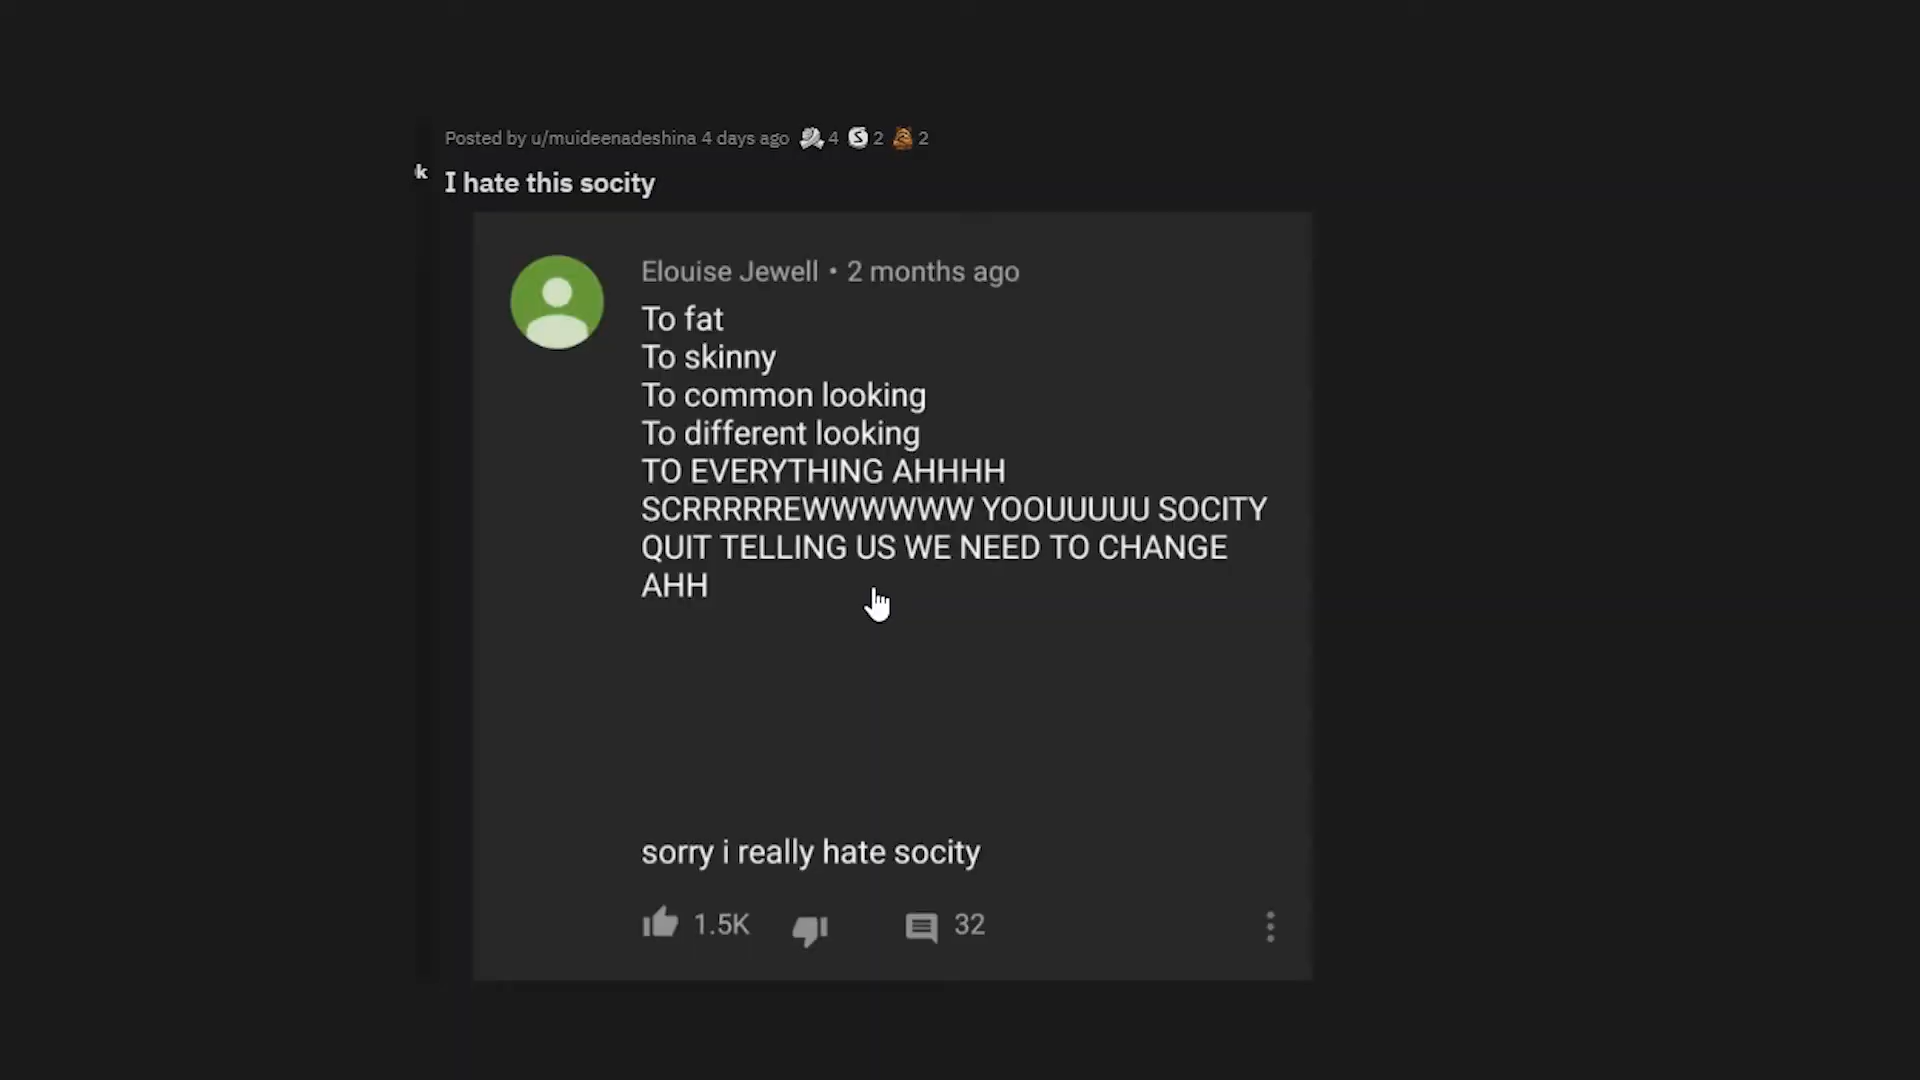 Posted by u/muideenadeshina 4 days ago 4 2 2
k
I hate this socity
Elouise Jewell • 2 months ago
To fat
To skinny
To common looking
To different looking
TO EVERYTHING AHHHH
SCRRRRREWWWWWW YOOUUUUU SOCITY
QUIT TELLING US WE NEED TO CHANGE
AHH
sorry i really hate socity
1.5K 32